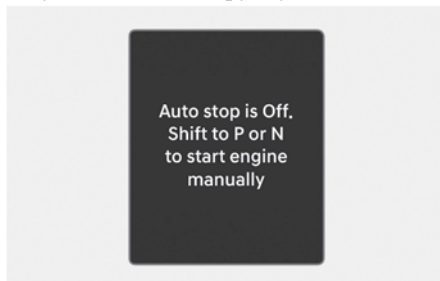 Auto stop is Off.
Shift to P or N
to start engine
manually